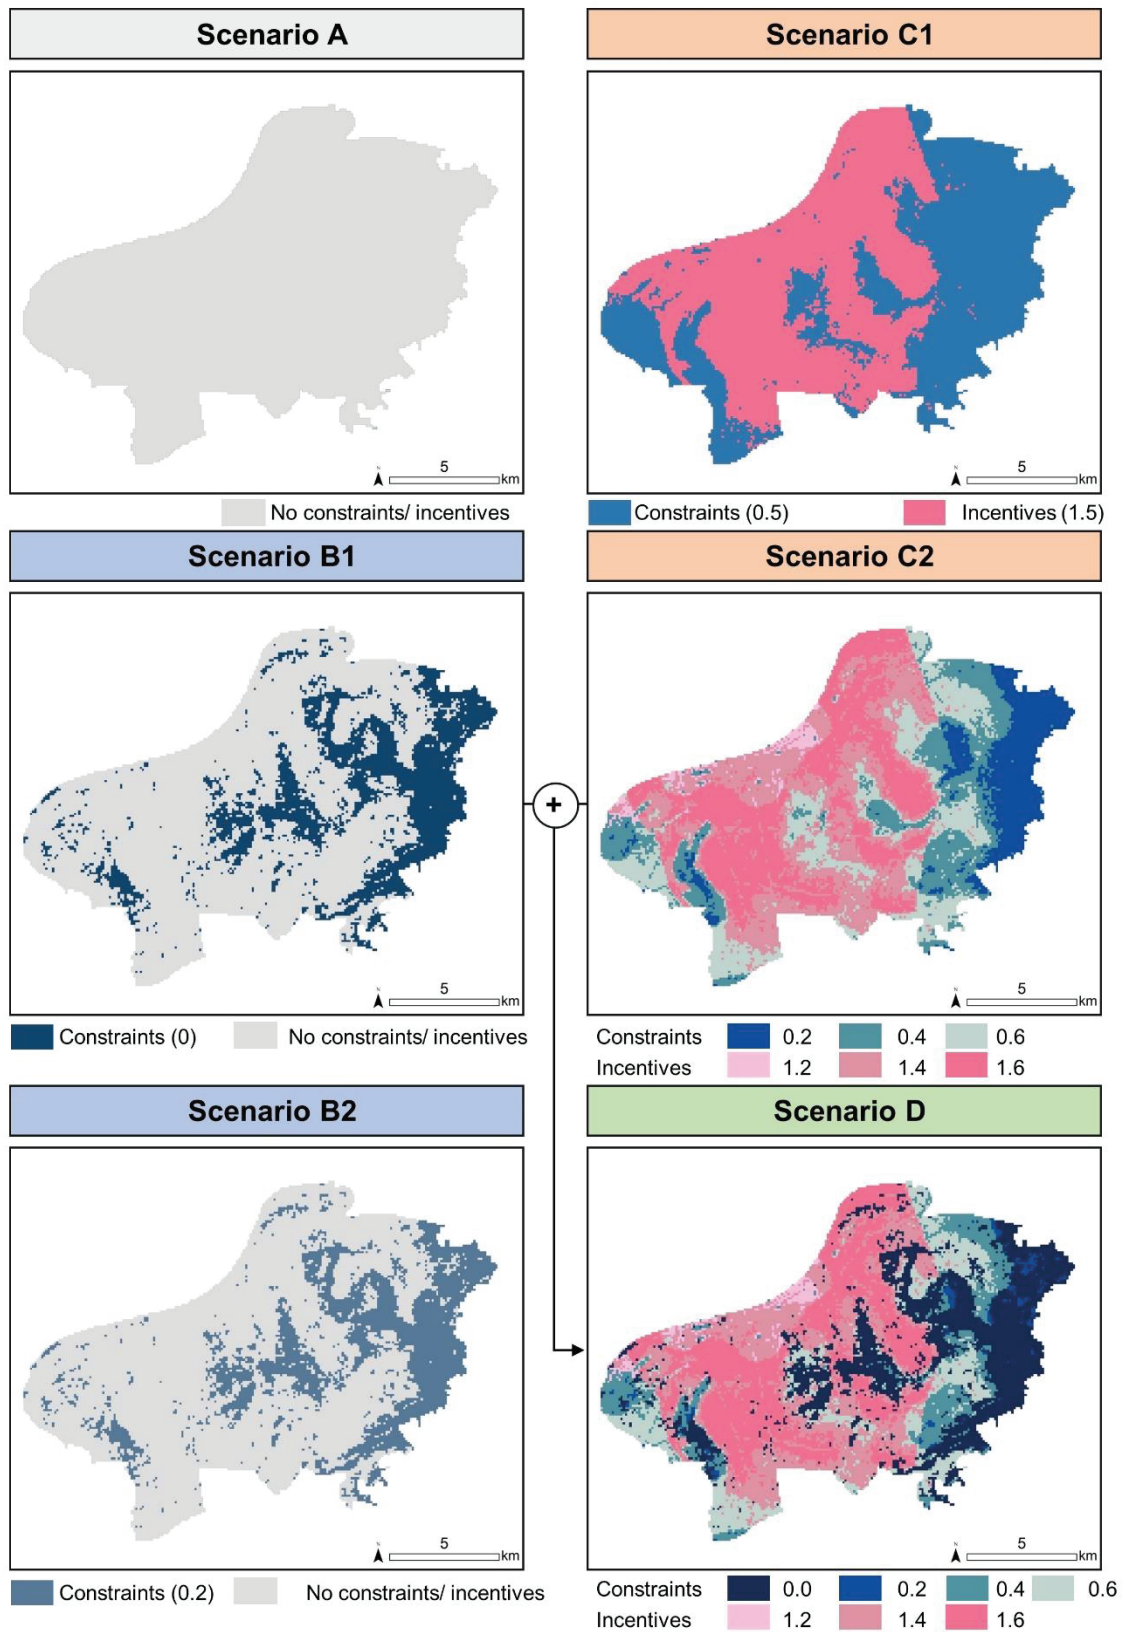 Scenario A
N
5
km
No constraints/ incentives
Scenario C1
N
5
km
Constraints (0.5) Incentives (1.5)
Scenario B1
N
5
km
Constraints (0) No constraints/ incentives
+
Scenario C2
N
5
km
Constraints 0.2 0.4 0.6
Incentives 1.2 1.4 1.6
Scenario B2
N
5
km
Constraints (0.2) No constraints/ incentives
Scenario D
N
5
km
Constraints 0.0 0.2 0.4 0.6
Incentives 1.2 1.4 1.6